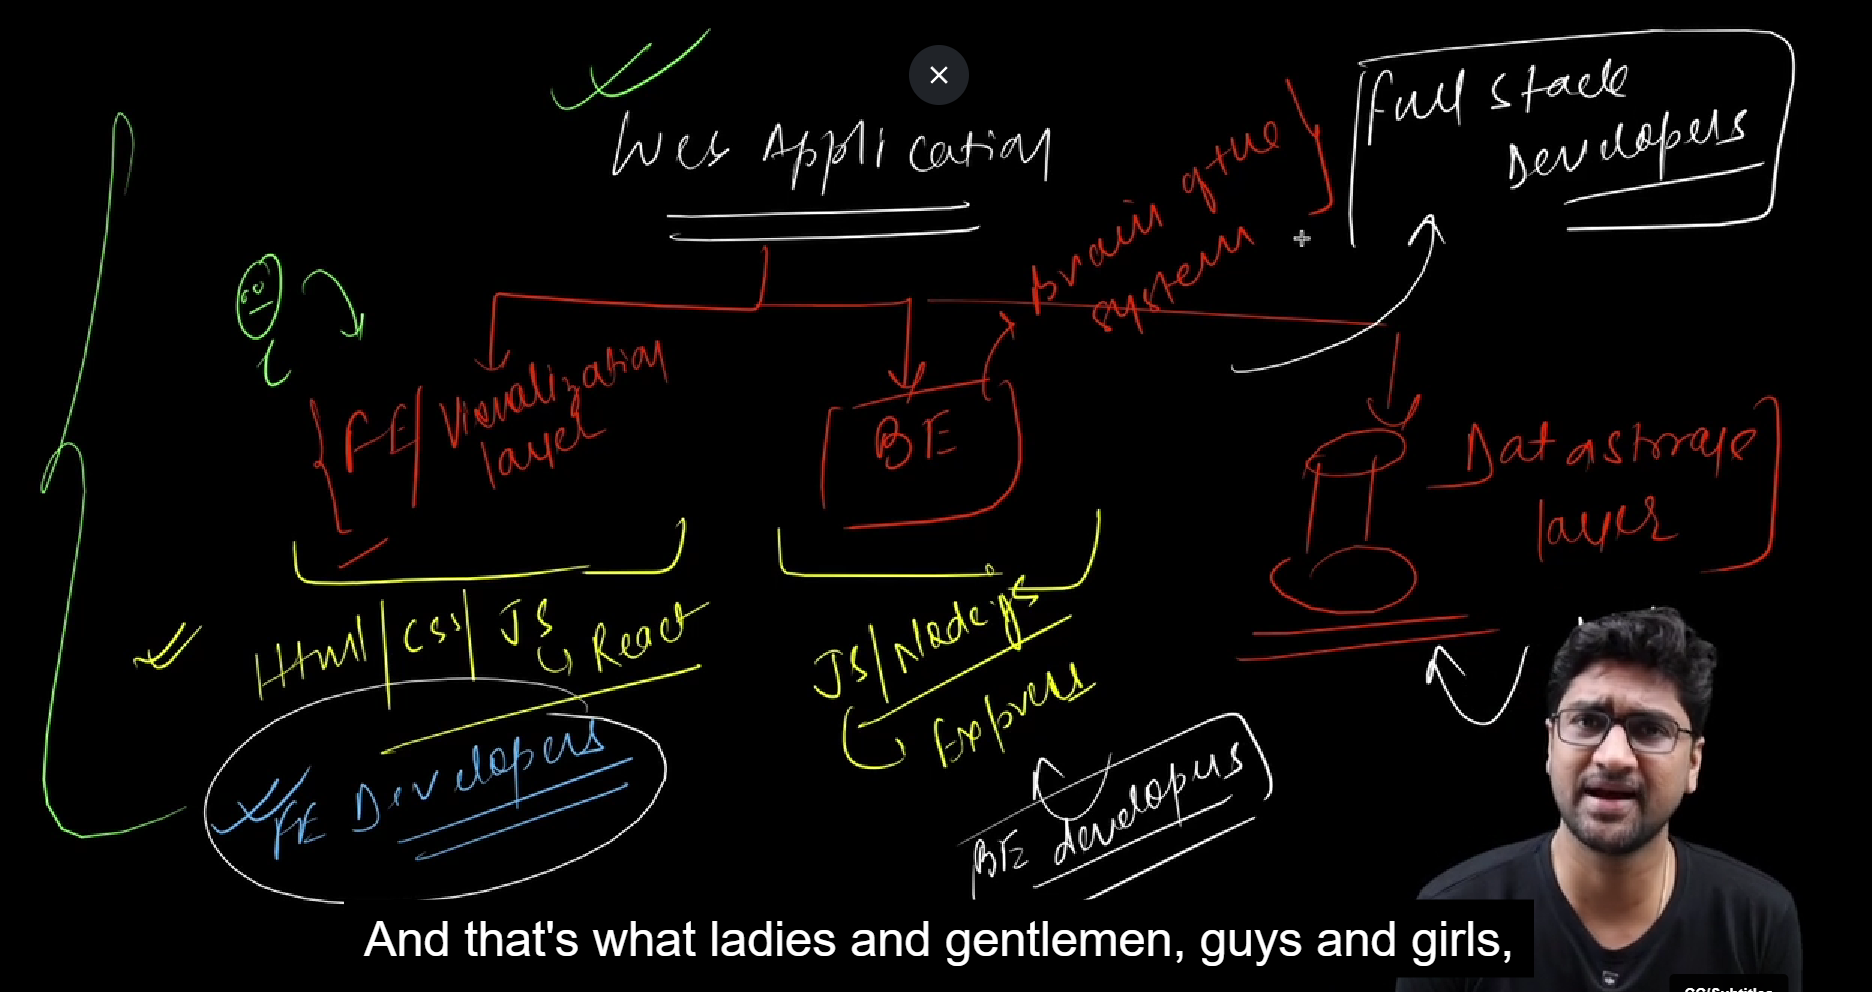 Web Application
Full stack
Developers
Brain of the
system
FE/
Visualization
layer
BE
Data storage
layer
Html/CSS/JS
React
JS/Node.js
Express
FE Developers
BE developers
And that's what ladies and gentlemen, guys and girls,